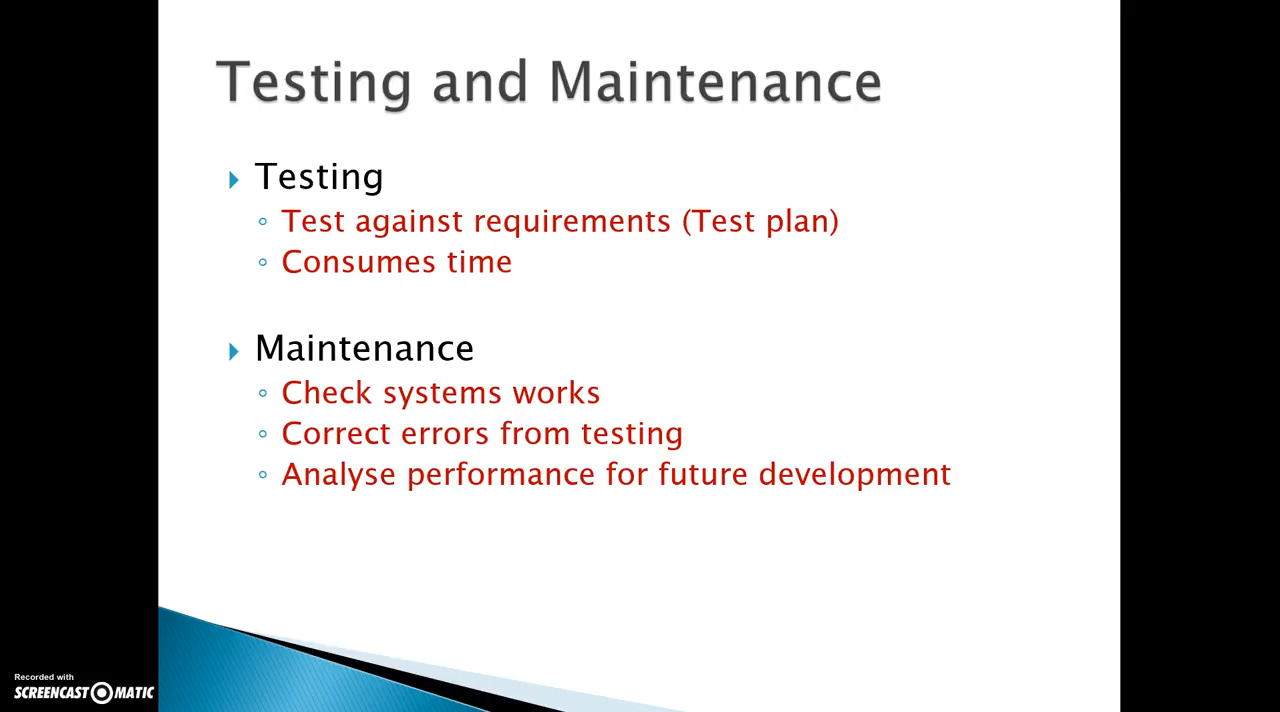 Testing and Maintenance
Testing
Test against requirements (Test plan)
Consumes time
Maintenance
Check systems works
Correct errors from testing
Analyse performance for future development
Recorded with
SCREENCAST MATIC